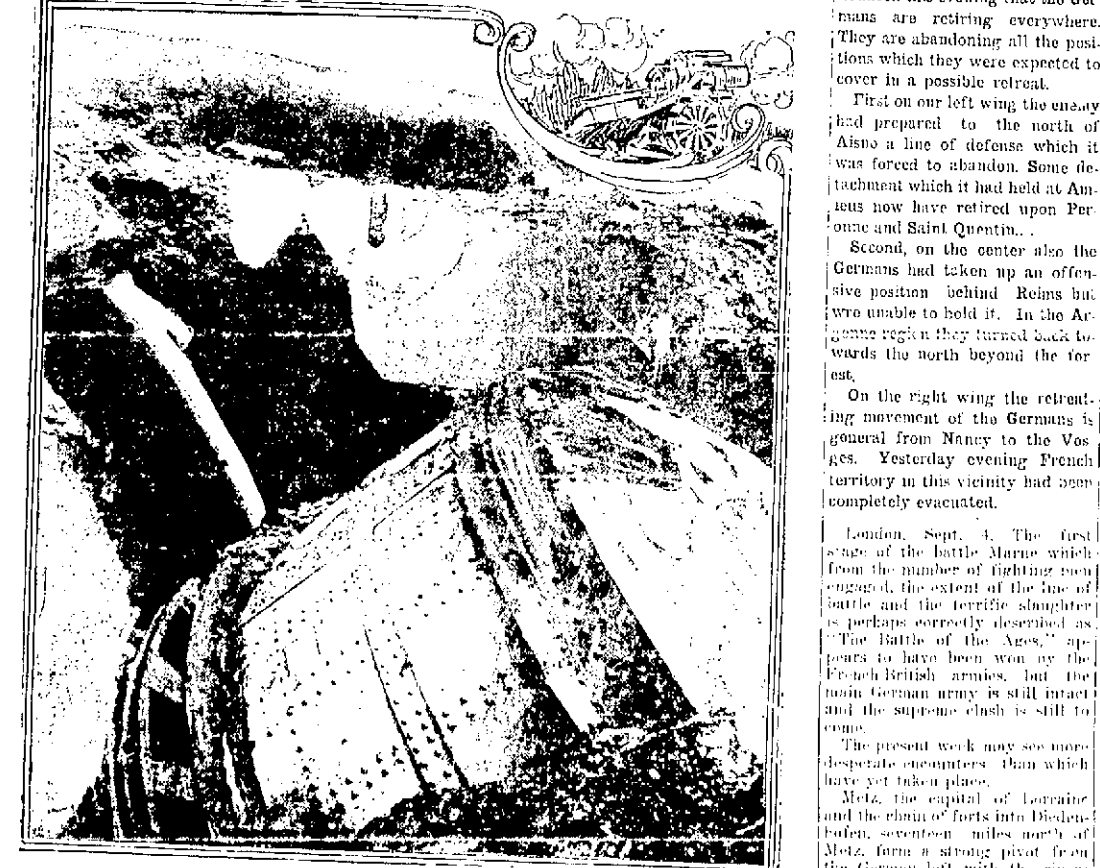 mans are retiring everywhere.
They are abandoning all the posi-
tions which they were expected to
cover in a possible retreat.
First on our left wing the enemy
had prepared to the north of
Aisne a line of defense which it
was forced to abandon. Some de-
tachment which it had held at Am-
iens now have retired upon Per-
onne and Saint Quentin. .
Second, on the center also the
Germans had taken up an offen-
sive position behind Reims but
wre unable to hold it. In the Ar-
gonne region they turned back to-
wards the north beyond the for
est.
On the right wing the retreat-
ing movement of the Germans is
general from Nancy to the Vos
ges. Yesterday evening French
territory in this vicinity had been
completely evacuated.
London, Sept. 4. The first
stage of the battle Marne which
from the number of fighting men
engaged, the extent of the line of
battle and the terrific slaughter
is perhaps correctly described as
"The Battle of the Ages," ap-
pears to have been won by the
French-British armies, but the
main German army is still intact
and the supreme clash is still to
come.
The present week may see more
desperate encounters than which
have yet taken place.
Metz, the capital of Lorraine
and the chain of forts into Dieden-
hofen, seventeen miles north of
Metz, form a strong pivot from
the German left with the